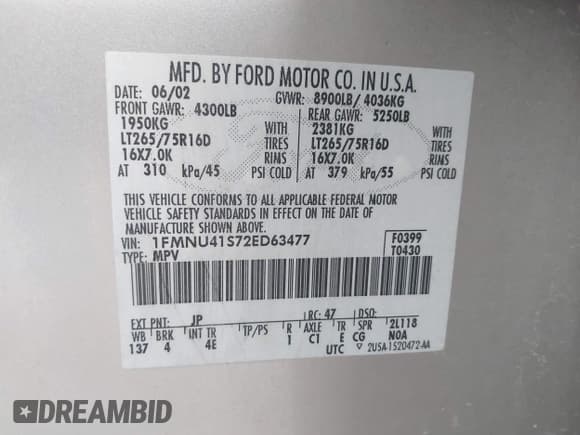 MFD. BY FORD MOTOR CO. IN U.S.A.
DATE: 06/02 GVWR: 8900LB/ 4036KG
FRONT GAWR: 4300LB REAR GAWR: 5250LB
1950KG WITH 2381KG WITH
LT265/75R16D TIRES LT265/75R16D TIRES
16X7.0K RIMS 16X7.0K RIMS
AT 310 kPa/45 PSI COLD AT 379 kPa/55 PSI COLD
THIS VEHICLE CONFORMS TO ALL APPLICABLE FEDERAL MOTOR
VEHICLE SAFETY STANDARDS IN EFFECT ON THE DATE OF
MANUFACTURE SHOWN ABOVE.
VIN: 1FMNU41S72ED63477 F0399
TYPE: MPV T0430
EXT PNT: JP RC: 47 DSO:
WB BRK INT TR TP/PS R AXLE TR SPR 2L118
137 4 4E 1 C1 E CG N0A
UTC 2USA-1520472-AA
DREAMBID